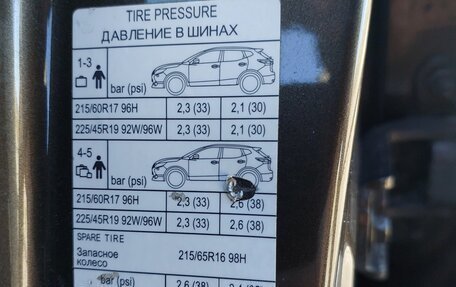 TIRE PRESSURE
ДАВЛЕНИЕ В ШИНАХ
1-3
bar (psi)
215/60R17 96H 2,3 (33) 2,1 (30)
225/45R19 92W/96W 2,3 (33) 2,1 (30)
4-5
bar (psi)
215/60R17 96H 2,3 (33) 2,6 (38)
225/45R19 92W/96W 2,3 (33) 2,6 (38)
SPARE TIRE
Запасное
колесо
215/65R16 98H
bar (psi) 2,6 (38)